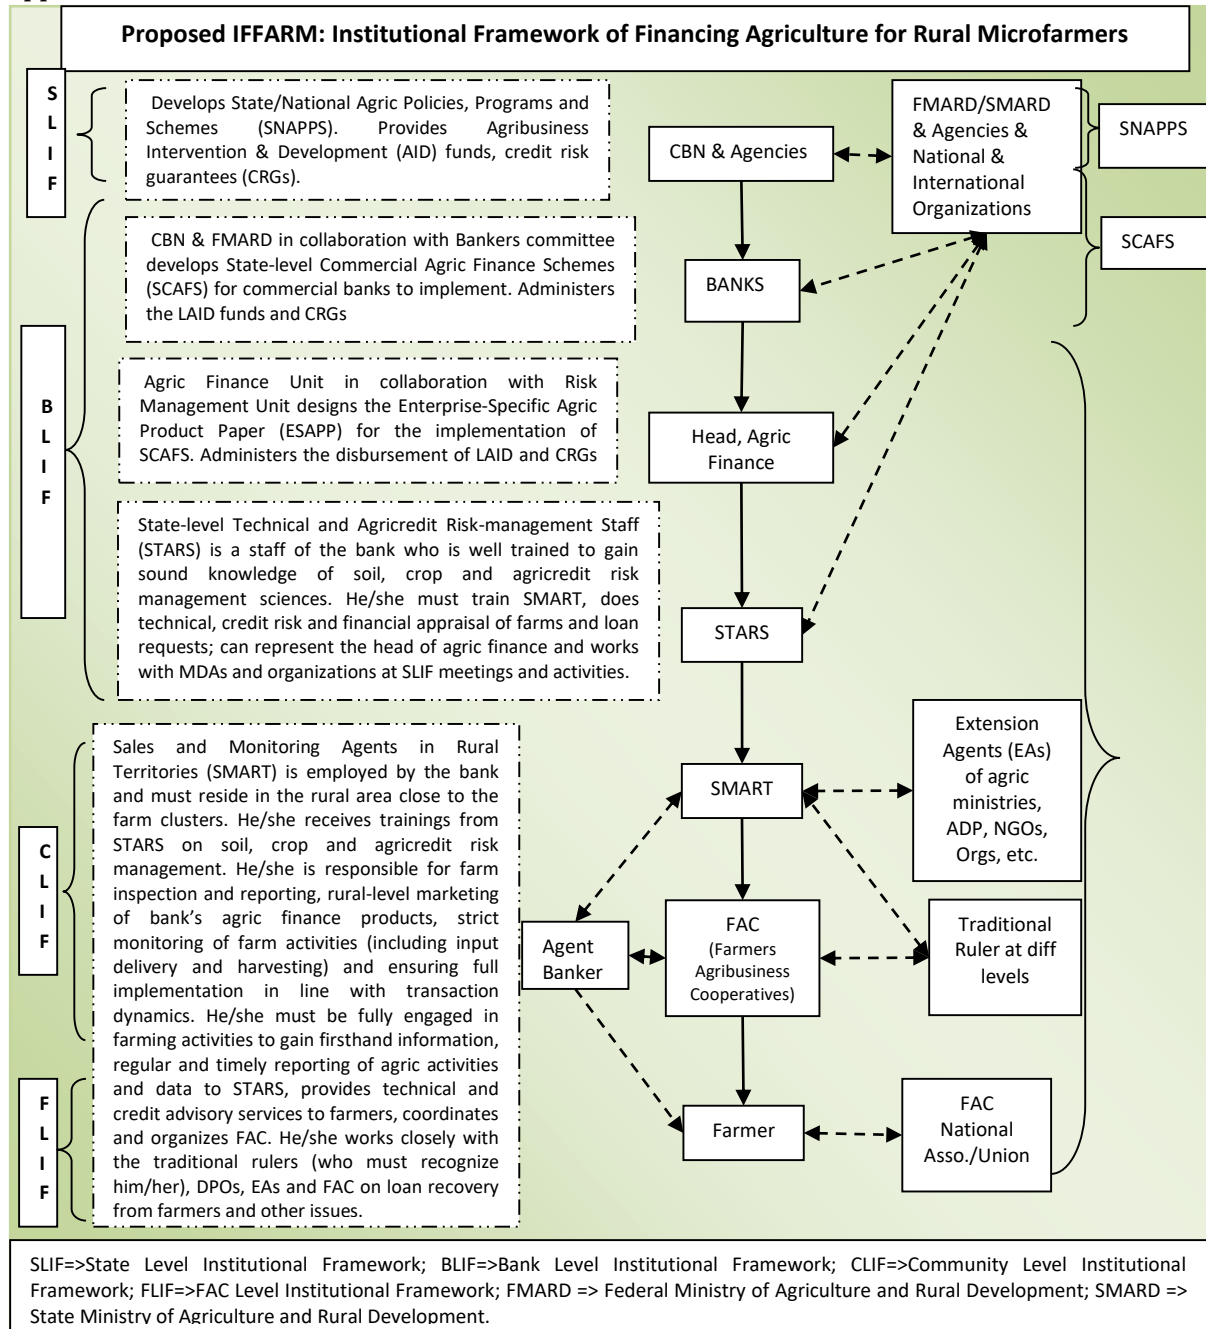 Proposed IFFARM: Institutional Framework of Financing Agriculture for Rural Microfarmers
S
L
I
F
Develops State/National Agric Policies, Programs and
Schemes (SNAPPS). Provides Agribusiness
Intervention & Development (AID) funds, credit risk
guarantees (CRGs).
CBN & Agencies
FMARD/SMARD
& Agencies &
National &
International
Organizations
SNAPPS
SCAFS
B
L
I
F
CBN & FMARD in collaboration with Bankers committee
develops State-level Commercial Agric Finance Schemes
(SCAFS) for commercial banks to implement. Administers
the LAID funds and CRGs
BANKS
Agric Finance Unit in collaboration with Risk
Management Unit designs the Enterprise-Specific Agric
Product Paper (ESAPP) for the implementation of
SCAFS. Administers the disbursement of LAID and CRGs
Head, Agric
Finance
State-level Technical and Agricredit Risk-management Staff
(STARS) is a staff of the bank who is well trained to gain
sound knowledge of soil, crop and agricredit risk
management sciences. He/she must train SMART, does
technical, credit risk and financial appraisal of farms and loan
requests; can represent the head of agric finance and works
with MDAs and organizations at SLIF meetings and activities.
STARS
C
L
I
F
F
L
I
F
Sales and Monitoring Agents in Rural
Territories (SMART) is employed by the bank
and must reside in the rural area close to the
farm clusters. He/she receives trainings from
STARS on soil, crop and agricredit risk
management. He/she is responsible for farm
inspection and reporting, rural-level marketing
of bank's agric finance products, strict
monitoring of farm activities (including input
delivery and harvesting) and ensuring full
implementation in line with transaction
dynamics. He/she must be fully engaged in
farming activities to gain firsthand information,
regular and timely reporting of agric activities
and data to STARS, provides technical and
credit advisory services to farmers, coordinates
and organizes FAC. He/she works closely with
the traditional rulers (who must recognize
him/her), DPOs, EAs and FAC on loan recovery
from farmers and other issues.
SMART
Extension
Agents (EAs)
of agric
ministries,
ADP, NGOs,
Orgs, etc.
Agent
Banker
FAC
(Farmers
Agribusiness
Cooperatives)
Traditional
Ruler at diff
levels
Farmer
FAC
National
Asso./Union
SLIF=>State Level Institutional Framework; BLIF=>Bank Level Institutional Framework; CLIF=>Community Level Institutional
Framework; FLIF=>FAC Level Institutional Framework; FMARD => Federal Ministry of Agriculture and Rural Development; SMARD =>
State Ministry of Agriculture and Rural Development.